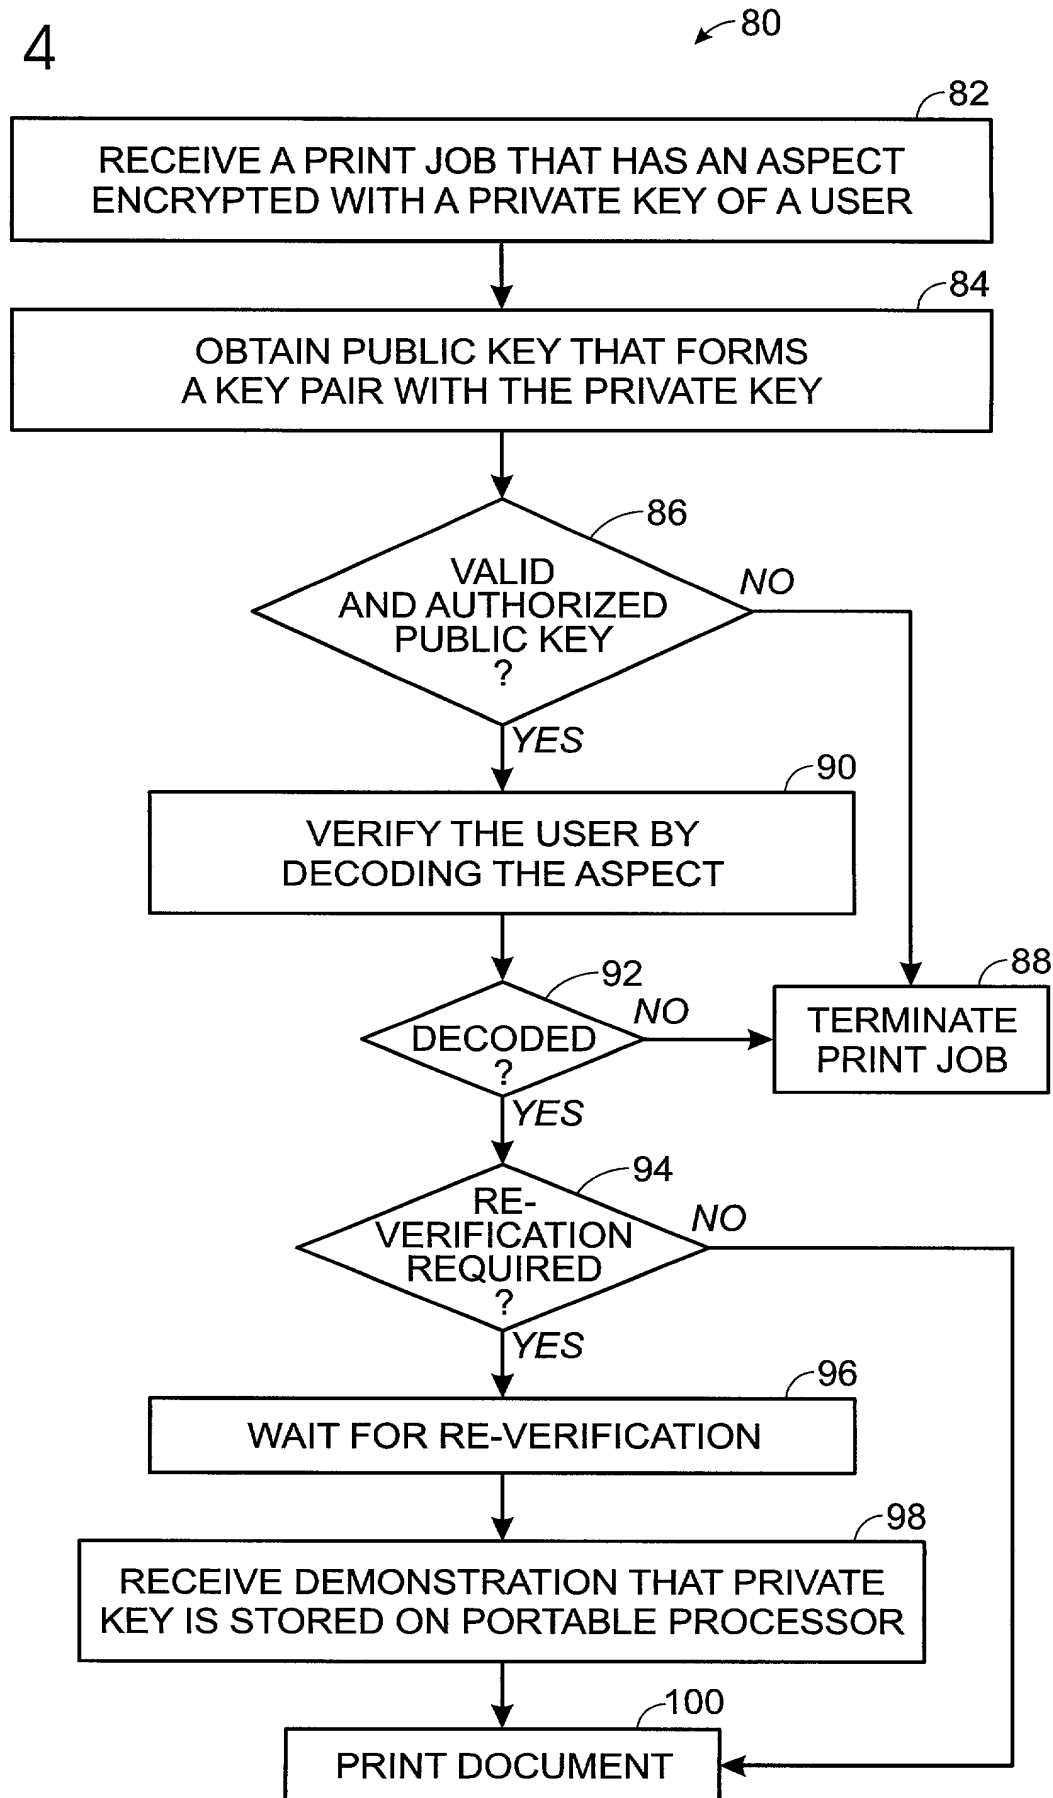 4
80
82
RECEIVE A PRINT JOB THAT HAS AN ASPECT
ENCRYPTED WITH A PRIVATE KEY OF A USER
84
OBTAIN PUBLIC KEY THAT FORMS
A KEY PAIR WITH THE PRIVATE KEY
86
VALID
AND AUTHORIZED
PUBLIC KEY
?
NO
YES
90
VERIFY THE USER BY
DECODING THE ASPECT
92
DECODED
?
NO
88
TERMINATE
PRINT JOB
YES
94
RE-
VERIFICATION
REQUIRED
?
NO
YES
96
WAIT FOR RE-VERIFICATION
98
RECEIVE DEMONSTRATION THAT PRIVATE
KEY IS STORED ON PORTABLE PROCESSOR
100
PRINT DOCUMENT